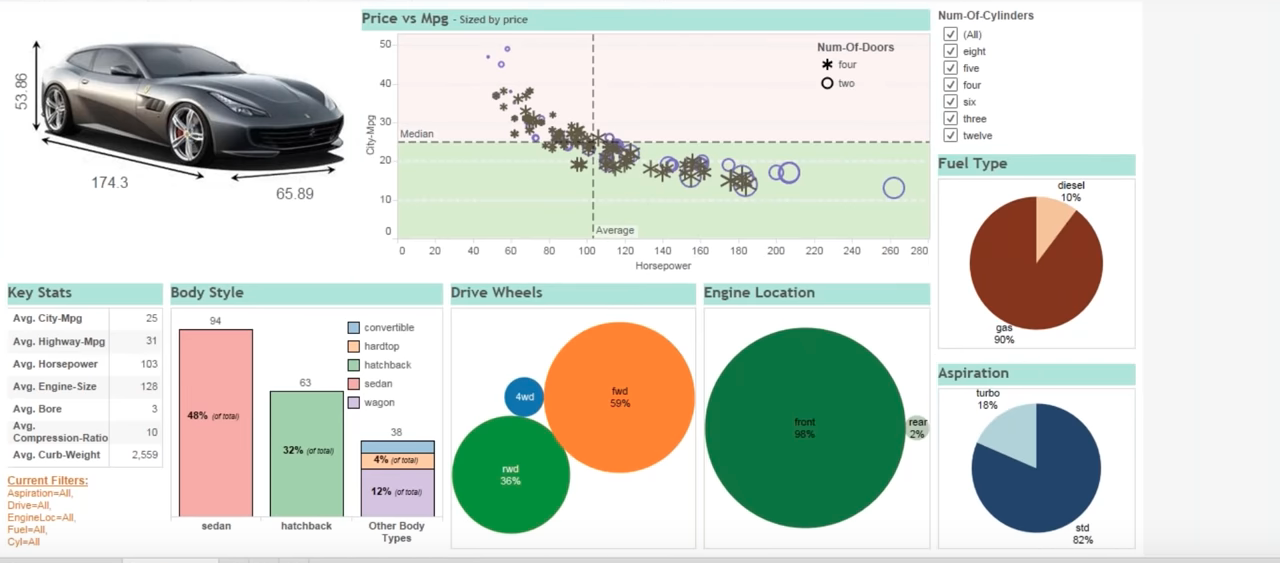 53.86
174.3
65.89
Price vs Mpg - Sized by price
50
40
30
20
10
0
City-Mpg
Median
Average
Num-Of-Doors
four
two
0 20 40 60 80 100 120 140 160 180 200 220 240 260 280
Horsepower
Num-Of-Cylinders
(All)
eight
five
four
six
three
twelve
Fuel Type
diesel
10%
gas
90%
Key Stats
Avg. City-Mpg 25
Avg. Highway-Mpg 31
Avg. Horsepower 103
Avg. Engine-Size 128
Avg. Bore 3
Avg.
Compression-Ratio 10
Avg. Curb-Weight 2,559
Current Filters:
Aspiration=All,
Drive=All,
EngineLoc=All,
Fuel=All,
Cyl=All
Body Style
94
48% (of total)
63
32% (of total)
38
4% (of total)
12% (of total)
convertible
hardtop
hatchback
sedan
wagon
sedan
hatchback
Other Body
Types
Drive Wheels
4wd
fwd
59%
rwd
36%
Engine Location
front
98%
rear
2%
Aspiration
turbo
18%
std
82%